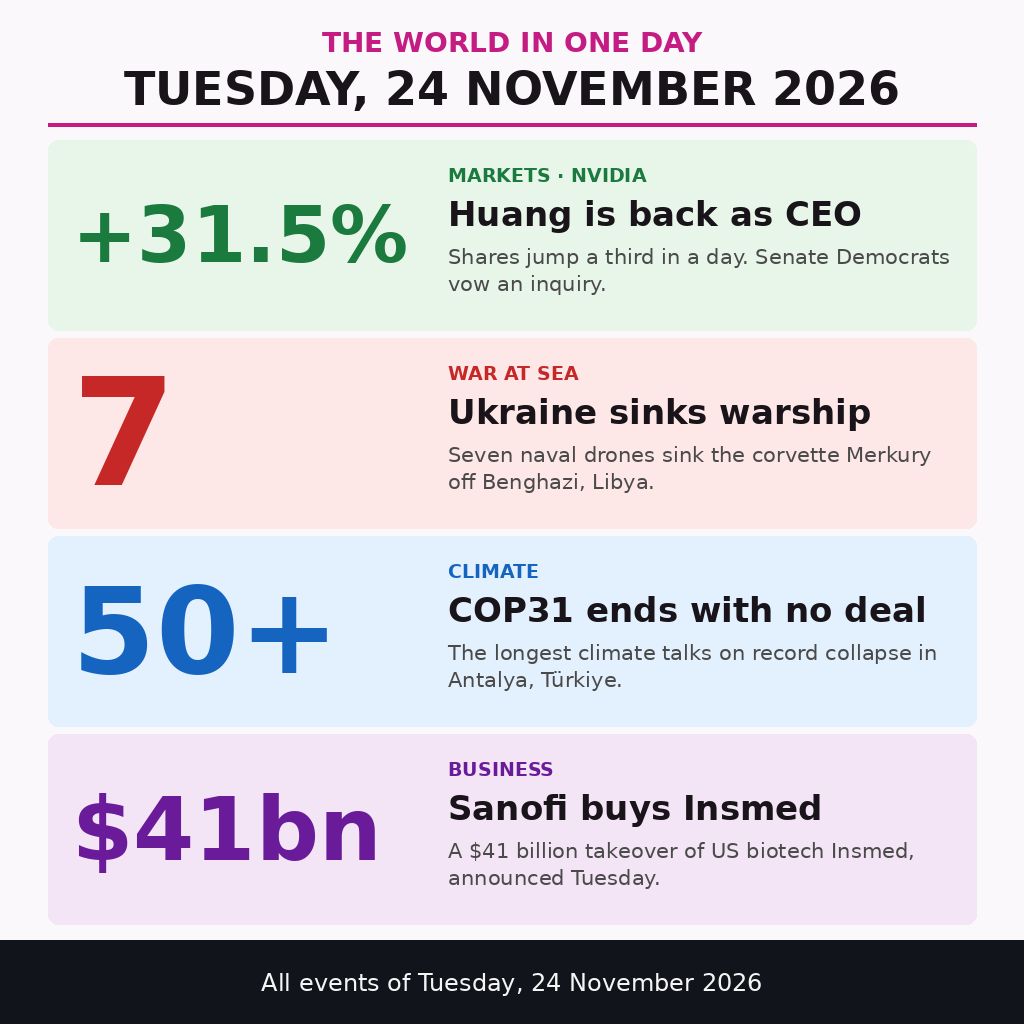 THE WORLD IN ONE DAY
TUESDAY, 24 NOVEMBER 2026
+31.5%
MARKETS · NVIDIA
Huang is back as CEO
Shares jump a third in a day. Senate Democrats
vow an inquiry.
7
WAR AT SEA
Ukraine sinks warship
Seven naval drones sink the corvette Merkury
off Benghazi, Libya.
50+
CLIMATE
COP31 ends with no deal
The longest climate talks on record collapse in
Antalya, Türkiye.
$41bn
BUSINESS
Sanofi buys Insmed
A $41 billion takeover of US biotech Insmed,
announced Tuesday.
All events of Tuesday, 24 November 2026